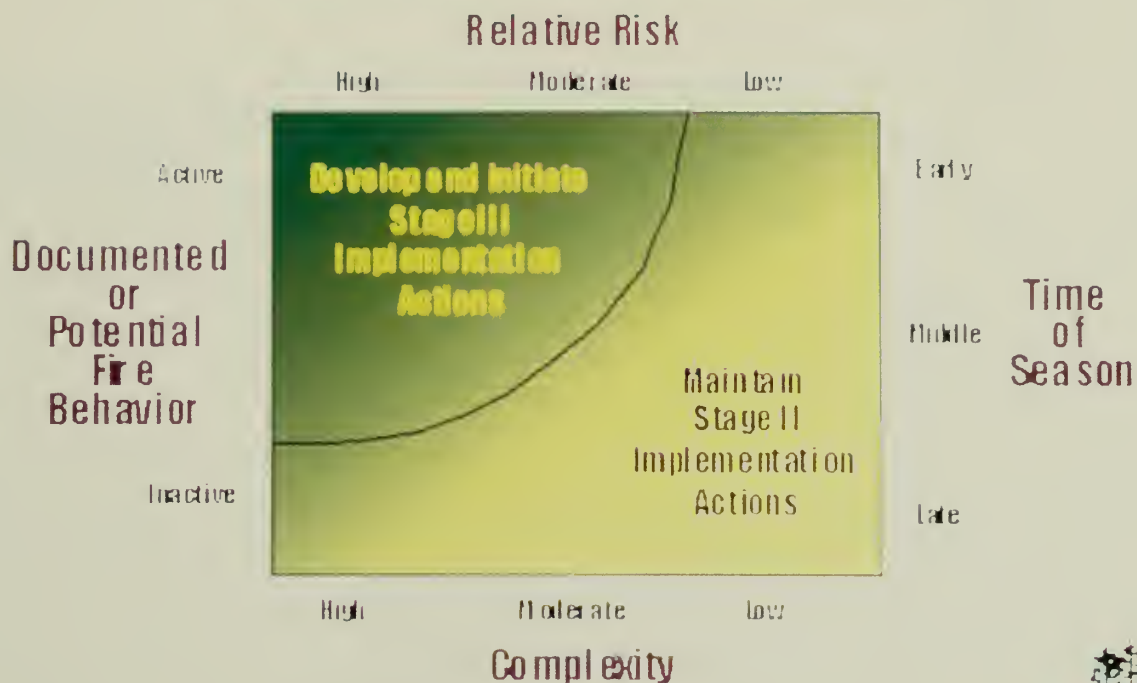 Relative Risk
High Moderate Low
Active
Early
Develop and Initiate
Stage III
Implementation
Actions
Documented
or
Potential
Fire
Behavior
Middle
Time
of
Season
Maintain
Stage II
Implementation
Actions
Inactive
Late
High Moderate Low
Complexity